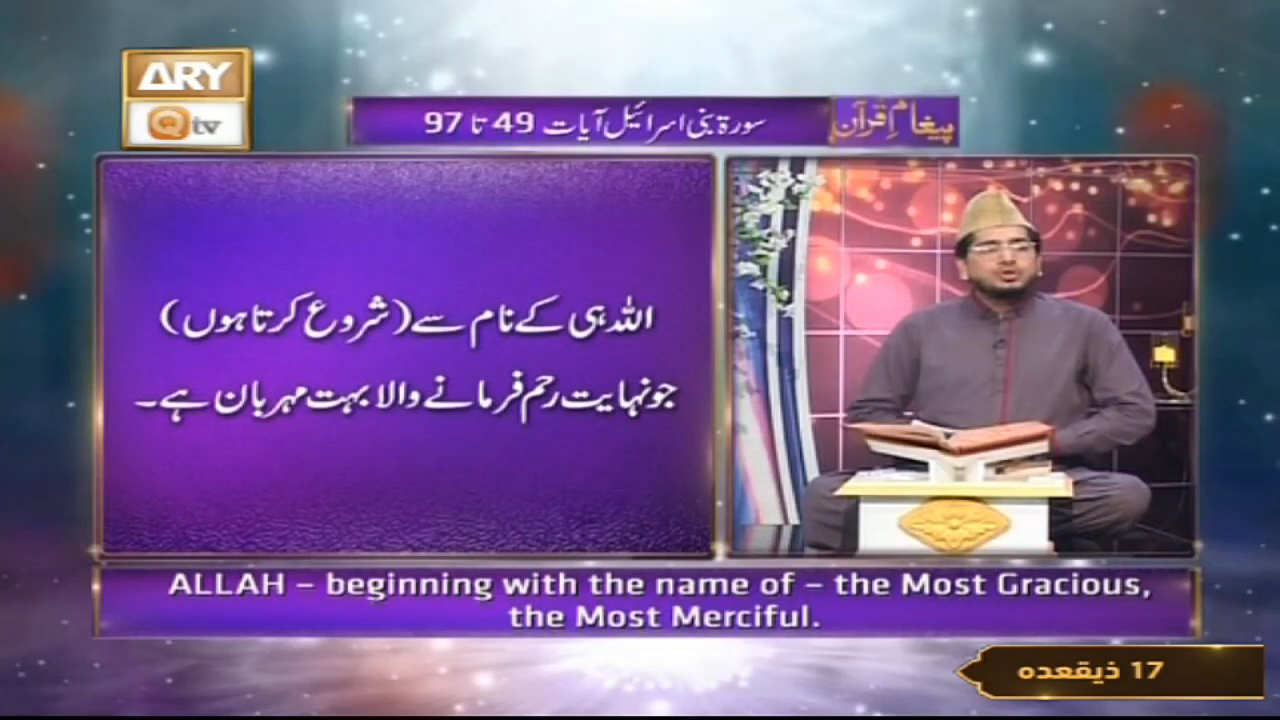 ARY
Qtv
سورۃ بنی اسرائیل آیات 49 تا 97
پیغام قرآن
اللہ ہی کے نام سے (شروع کرتا ہوں)
جو نہایت رحم فرمانے والا بہت مہربان ہے۔
ALLAH – beginning with the name of – the Most Gracious,
the Most Merciful.
17 ذیقعدہ